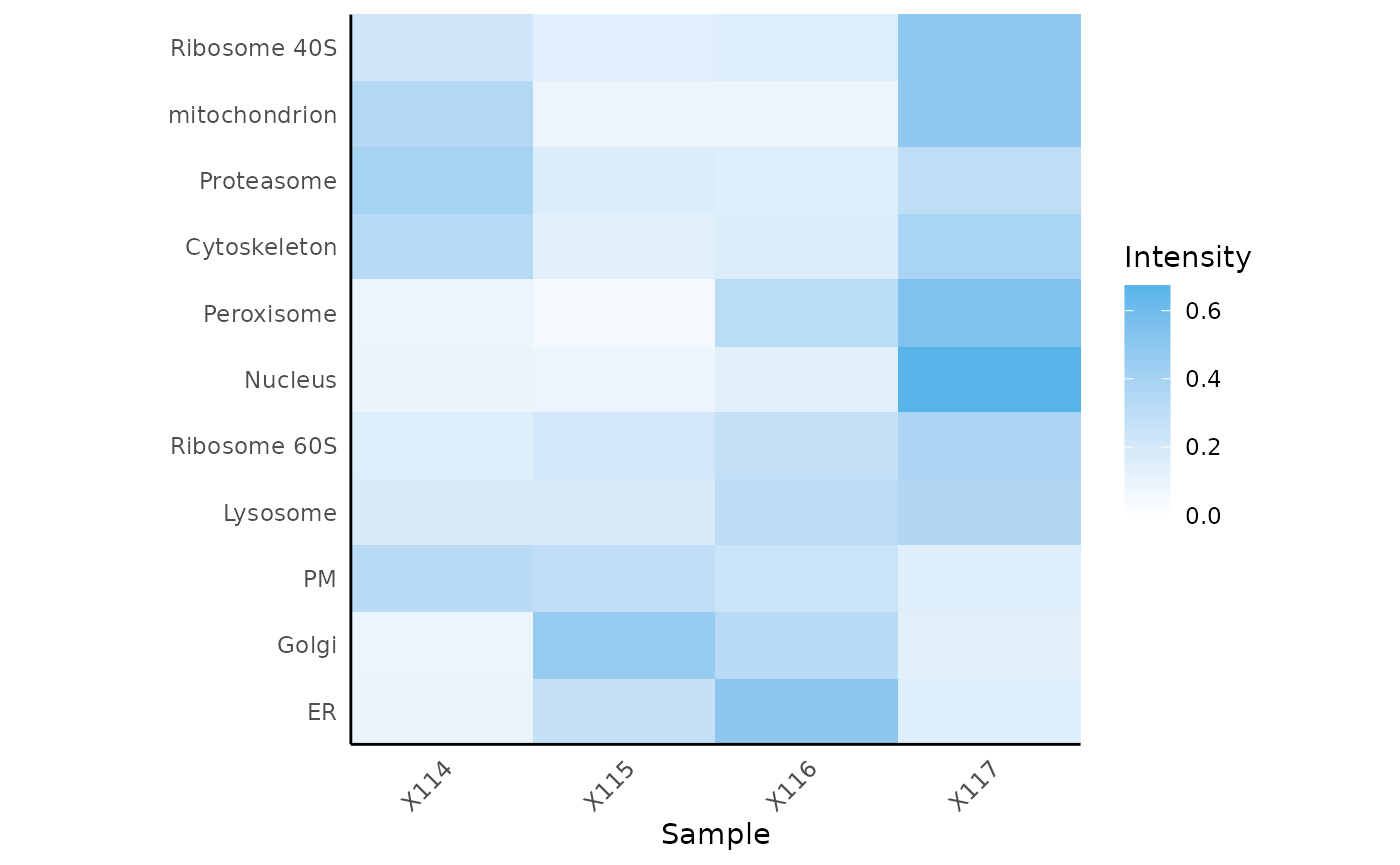 Ribosome 40S
mitochondrion
Proteasome
Cytoskeleton
Peroxisome
Nucleus
Ribosome 60S
Lysosome
PM
Golgi
ER
X114
X115
X116
X117
Sample
Intensity
0.6
0.4
0.2
0.0